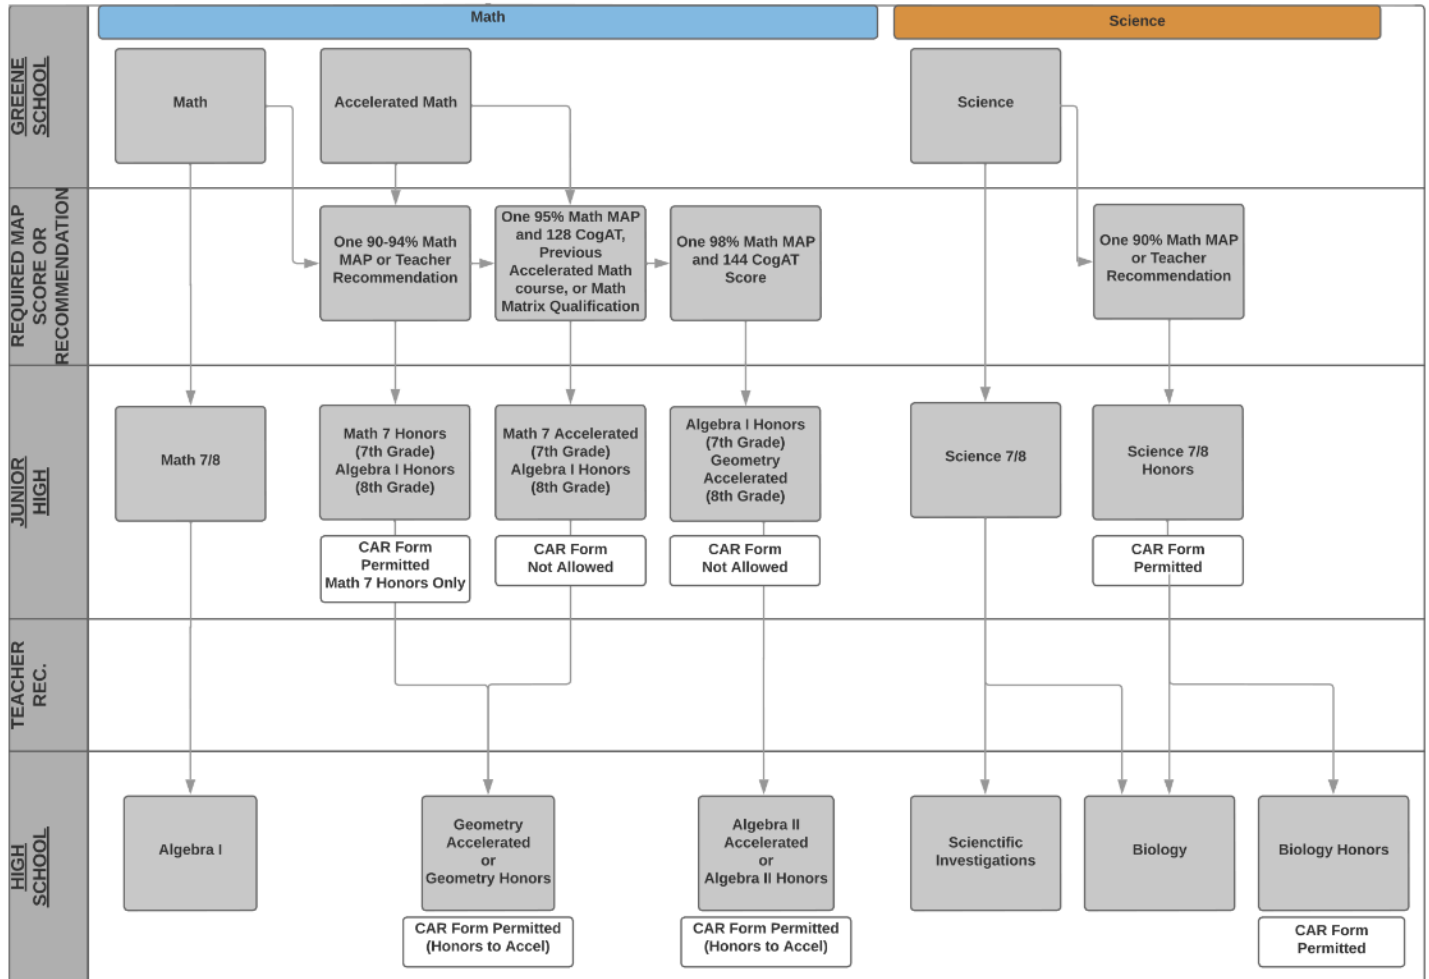 Math
Science
GREENE
SCHOOL
Math
Accelerated Math
Science
REQUIRED MAP
SCORE OR
RECOMMENDATION
One 90-94% Math
MAP or Teacher
Recommendation
One 95% Math MAP
and 128 CogAT,
Previous
Accelerated Math
course, or Math
Matrix Qualification
One 98% Math MAP
and 144 CogAT
Score
One 90% Math MAP
or Teacher
Recommendation
JUNIOR
HIGH
Math 7/8
Math 7 Honors
(7th Grade)
Algebra I Honors
(8th Grade)
Math 7 Accelerated
(7th Grade)
Algebra I Honors
(8th Grade)
Algebra I Honors
(7th Grade)
Geometry
Accelerated
(8th Grade)
Science 7/8
Science 7/8
Honors
CAR Form
Permitted
Math 7 Honors Only
CAR Form
Not Allowed
CAR Form
Not Allowed
CAR Form
Permitted
TEACHER
REC.
HIGH
SCHOOL
Algebra I
Geometry
Accelerated
or
Geometry Honors
Algebra II
Accelerated
or
Algebra II Honors
Scienctific
Investigations
Biology
Biology Honors
CAR Form Permitted
(Honors to Accel)
CAR Form Permitted
(Honors to Accel)
CAR Form
Permitted